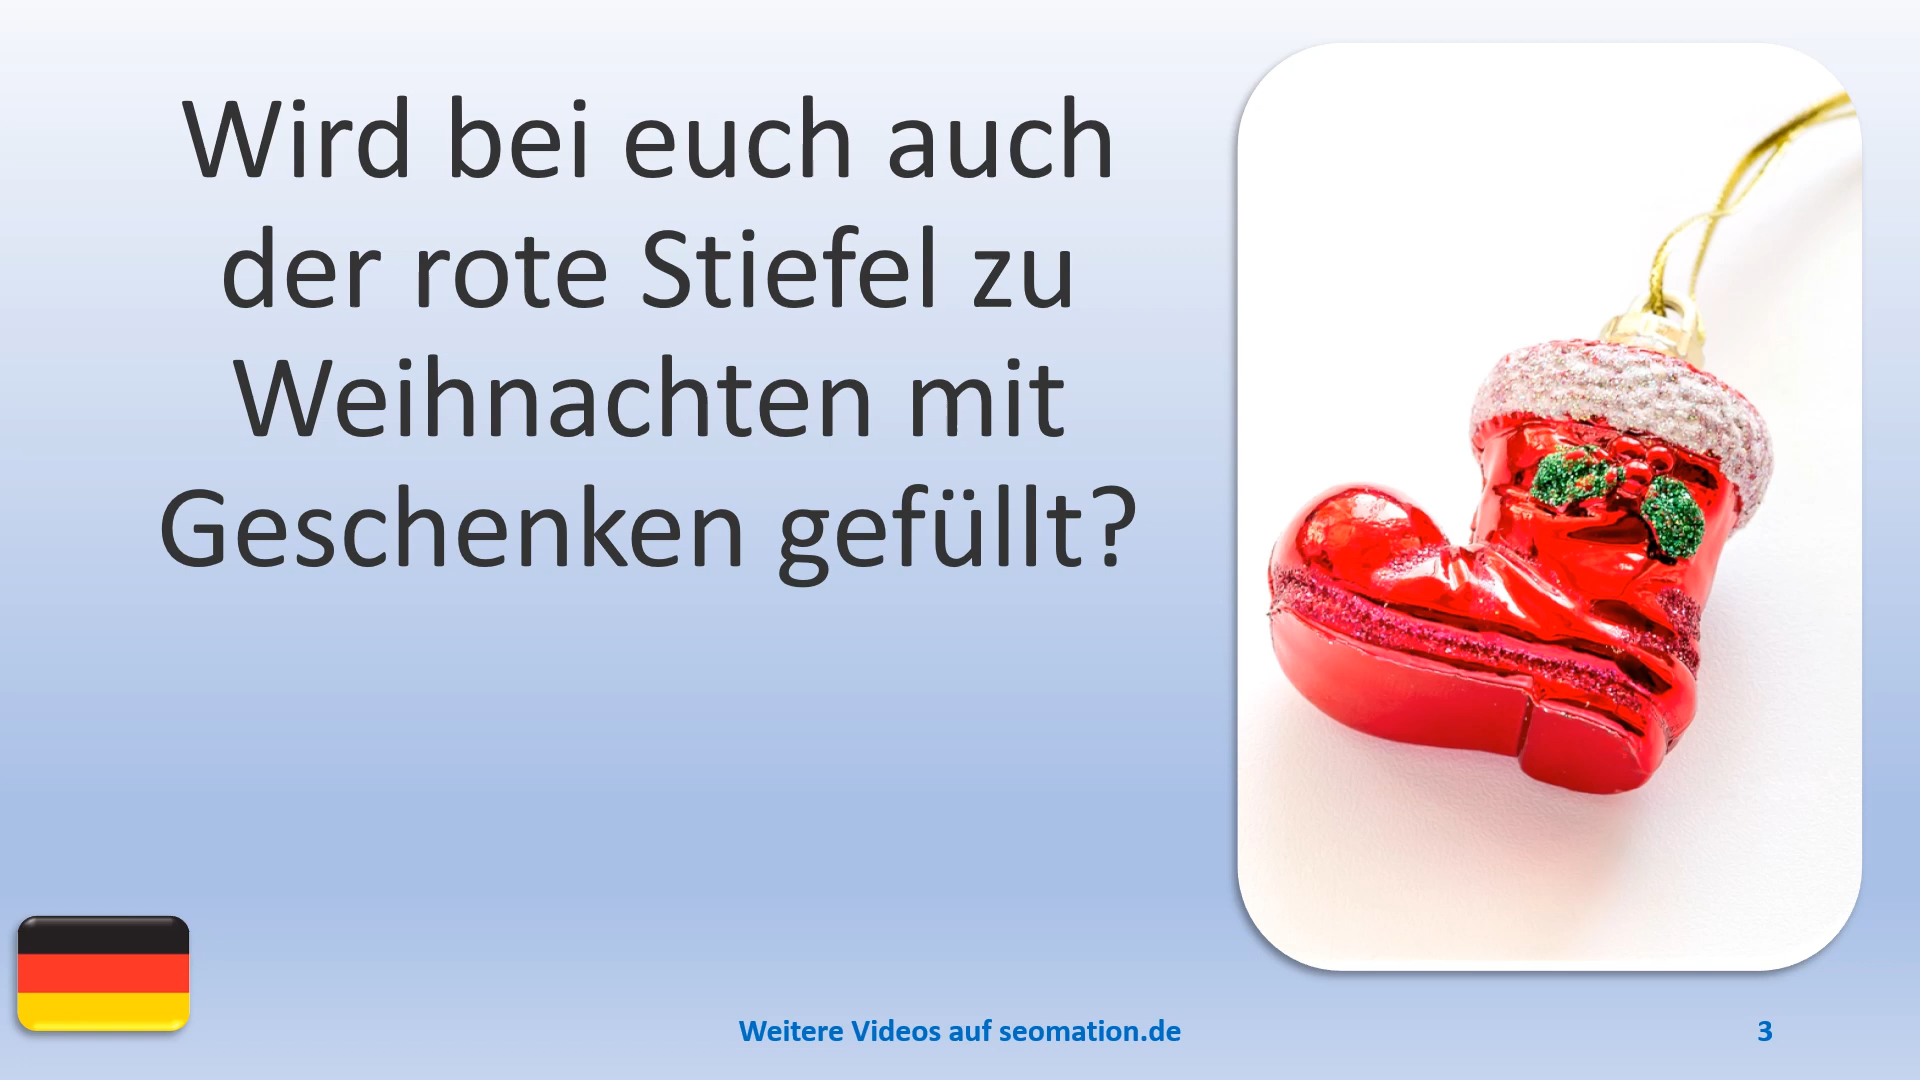 Wird bei euch auch
der rote Stiefel zu
Weihnachten mit
Geschenken gefüllt?
Weitere Videos auf seomation.de
3